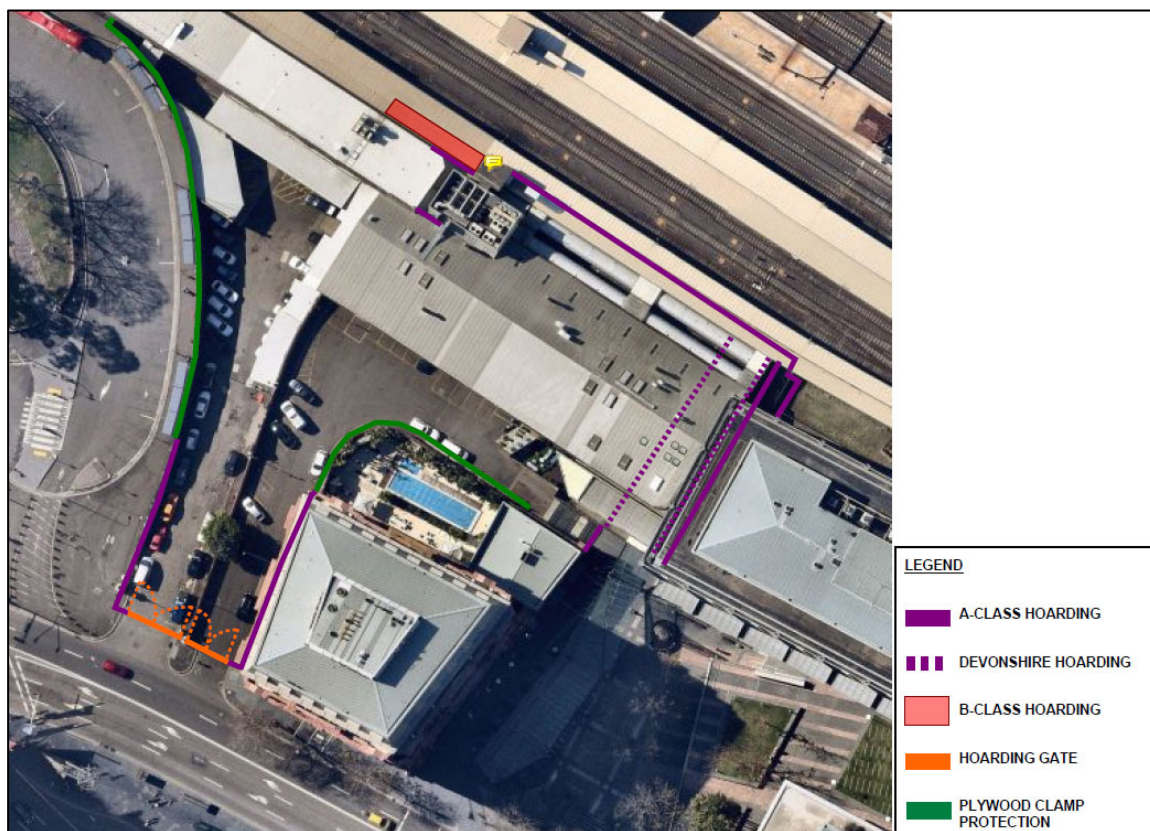 LEGEND
A-CLASS HOARDING
DEVONSHIRE HOARDING
B-CLASS HOARDING
HOARDING GATE
PLYWOOD CLAMP
PROTECTION